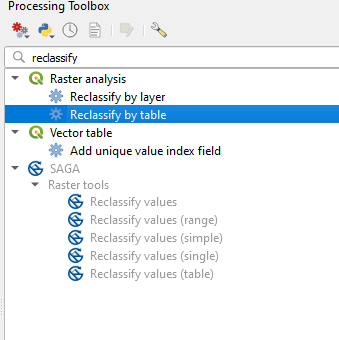 Processing Toolbox
reclassify
Raster analysis
Reclassify by layer
Reclassify by table
Vector table
Add unique value index field
SAGA
Raster tools
Reclassify values
Reclassify values (range)
Reclassify values (simple)
Reclassify values (single)
Reclassify values (table)